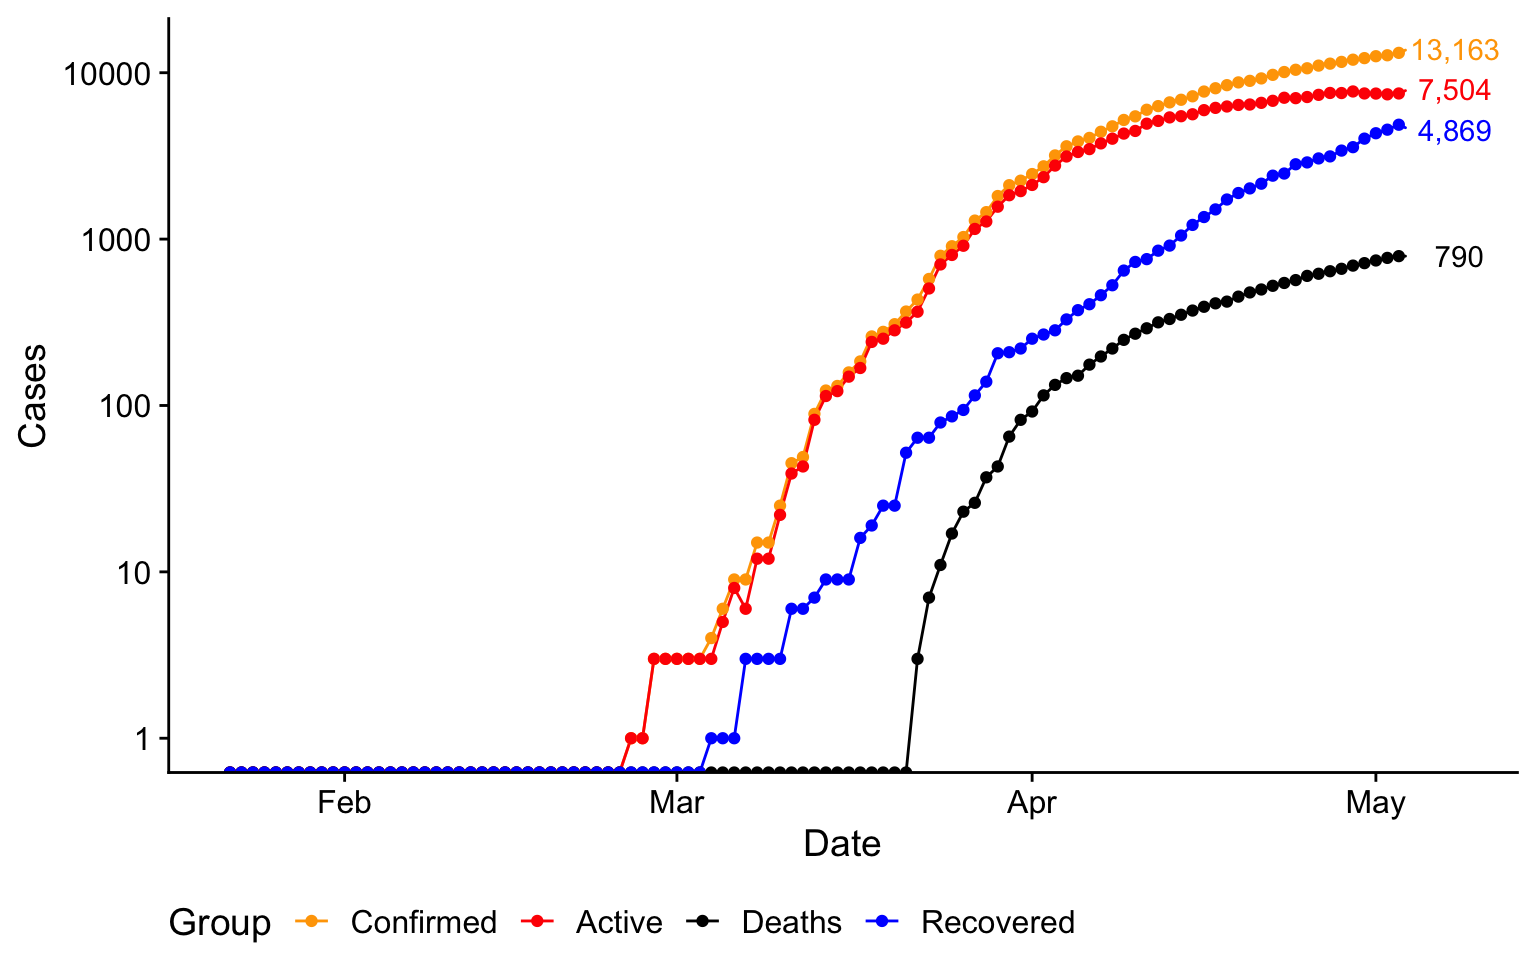 13,163
10000
7,504
4,869
1000
790
Cases
100
10
1
Feb Mar Apr May
Date
Group Confirmed Active Deaths Recovered